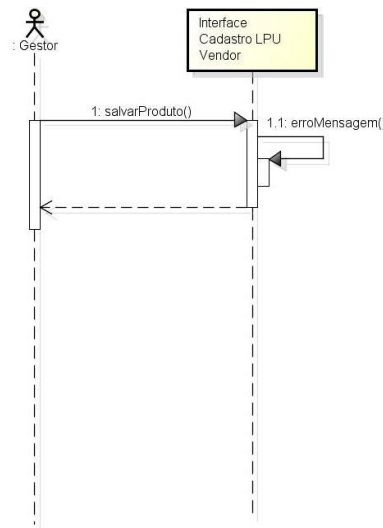 : Gestor
Interface
Cadastro LPU
Vendor
1: salvarProduto()
1.1: erroMensagem(